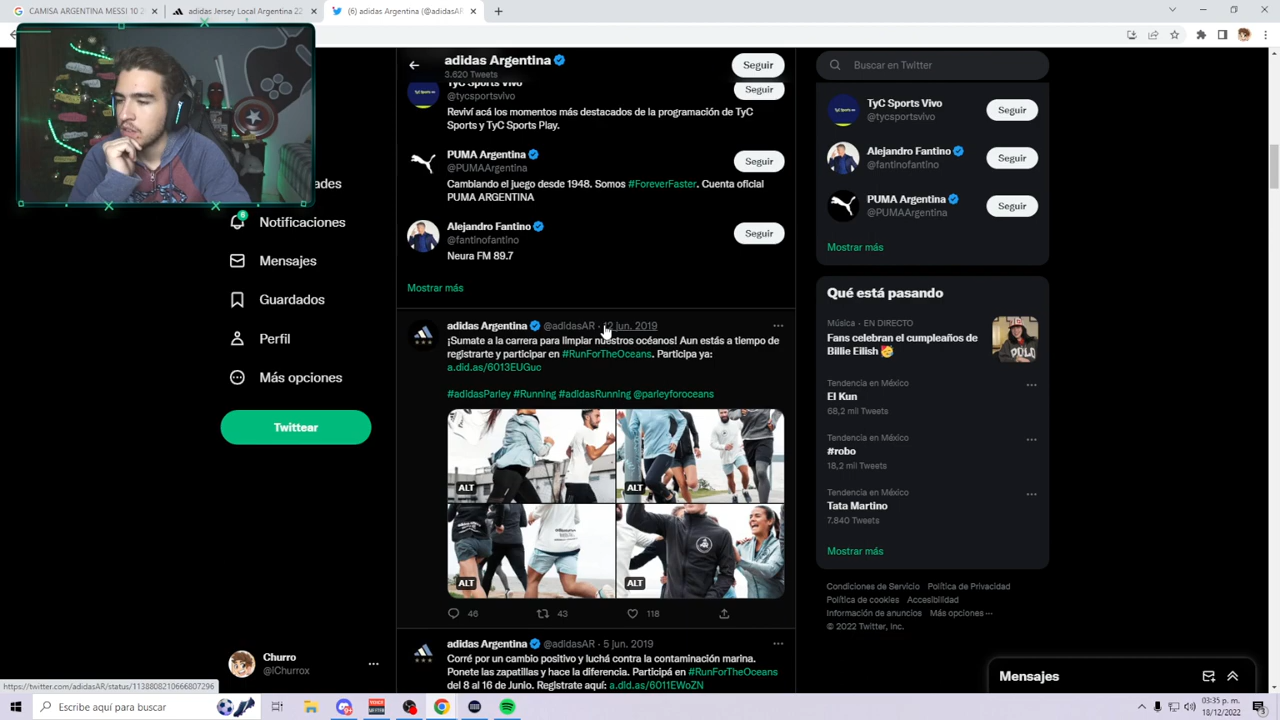 CAMISA ARGENTINA MESSI 10 2
adidas Jersey Local Argentina 22
adidas Argentina (@adidasAR)
adidas Argentina
3.620 Tweets
Seguir
TyC Sports Vivo
@tycsportsvivo
Seguir
Reviví acá los momentos más destacados de la programación de TyC
Sports y TyC Sports Play.
PUMA Argentina
@PUMAArgentina
Seguir
Cambiando el juego desde 1948. Somos #ForeverFaster. Cuenta oficial
PUMA ARGENTINA
Alejandro Fantino
@fantinofantino
Seguir
Neura FM 89.7
Mostrar más
adidas Argentina @adidasAR · 12 jun. 2019
¡Sumate a la carrera para limpiar nuestros océanos! Aun estás a tiempo de
registrarte y participar en #RunForTheOceans. Participa ya:
a.did.as/6013EUGuc
#adidasParley #Running #adidasRunning @parleyforoceans
ALT
ALT
ALT
ALT
46
43
118
adidas Argentina @adidasAR · 5 jun. 2019
Corré por un cambio positivo y luchá contra la contaminación marina.
Ponete las zapatillas y hace la diferencia. Participá en #RunForTheOceans
del 8 al 16 de Junio. Registrate aquí: a.did.as/6011EWoZN
ades
6
Notificaciones
Mensajes
Guardados
Perfil
Más opciones
Twittear
Churro
@lChurrox
Buscar en Twitter
TyC Sports Vivo
@tycsportsvivo
Seguir
Alejandro Fantino
@fantinofantino
Seguir
PUMA Argentina
@PUMAArgentina
Seguir
Mostrar más
Qué está pasando
Música · EN DIRECTO
Fans celebran el cumpleaños de
Billie Eilish
Tendencia en México
El Kun
68,2 mil Tweets
Tendencia en México
#robo
18,2 mil Tweets
Tendencia en México
Tata Martino
7.840 Tweets
Mostrar más
Condiciones de Servicio Política de Privacidad
Política de cookies Accesibilidad
Información de anuncios Más opciones ···
© 2022 Twitter, Inc.
Mensajes
https://twitter.com/adidasAR/status/1138808210666807296
Escribe aquí para buscar
03:35 p. m.
18/12/2022
3